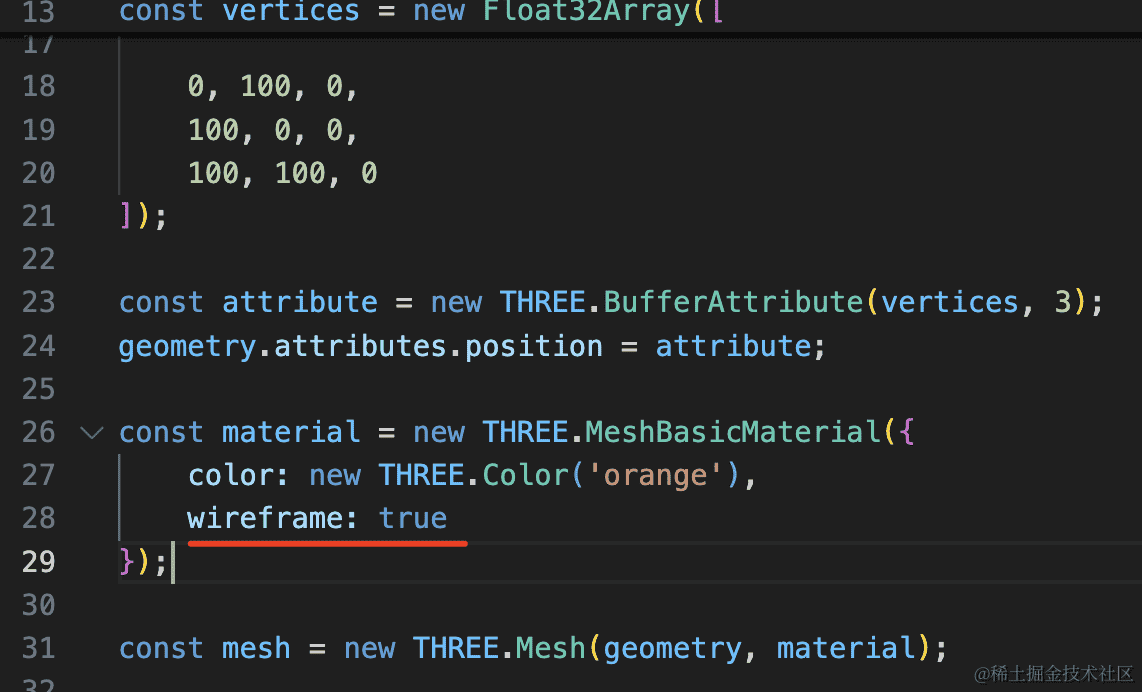 13 const vertices = new Float32Array([
17
18 0, 100, 0,
19 100, 0, 0,
20 100, 100, 0
21 ]);
22
23 const attribute = new THREE.BufferAttribute(vertices, 3);
24 geometry.attributes.position = attribute;
25
26 const material = new THREE.MeshBasicMaterial({
27 color: new THREE.Color('orange'),
28 wireframe: true
29 });
30
31 const mesh = new THREE.Mesh(geometry, material);
32
@稀土掘金技术社区